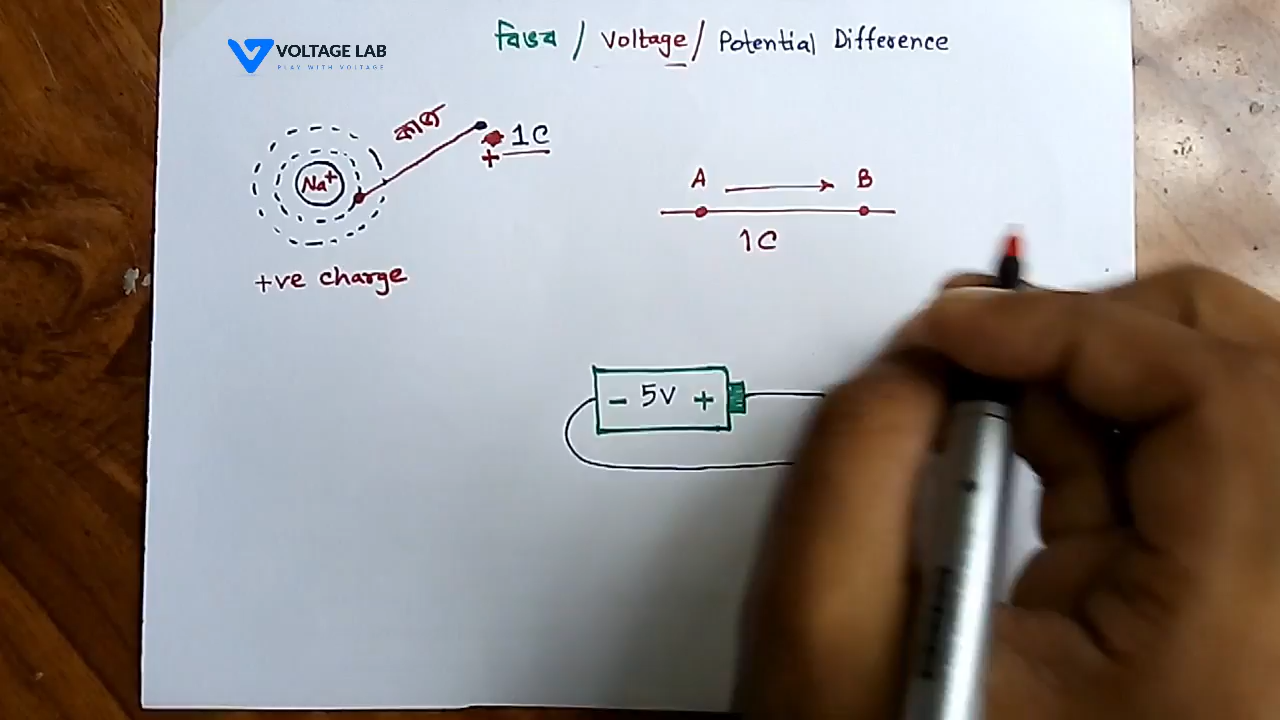 VOLTAGE LAB
PLAY WITH VOLTAGE
বিভব / Voltage / Potential Difference
কাজ
+ 1C
Na+
+ve charge
A B
1C
- 5V +